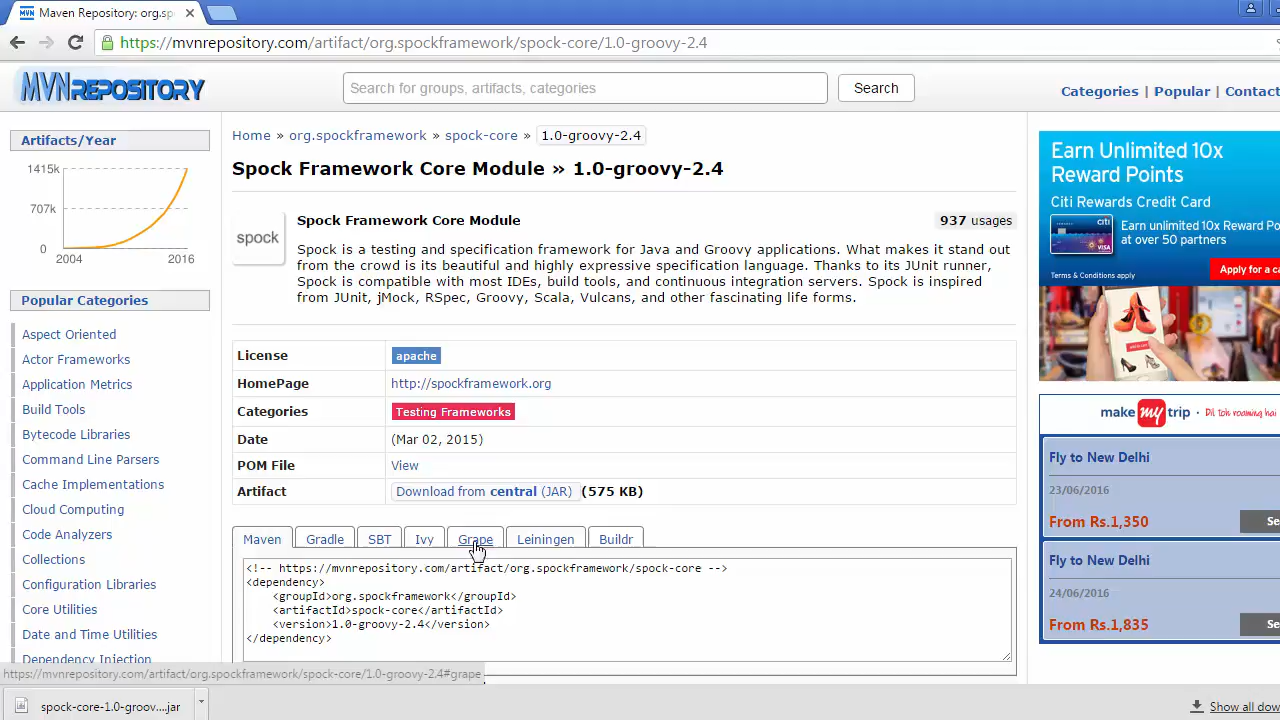 Maven Repository: org.sp
https://mvnrepository.com/artifact/org.spockframework/spock-core/1.0-groovy-2.4
MVNREPOSITORY
Search for groups, artifacts, categories
Search
Categories | Popular | Contact
Artifacts/Year
1415k
707k
0
2004
2016
Popular Categories
Aspect Oriented
Actor Frameworks
Application Metrics
Build Tools
Bytecode Libraries
Command Line Parsers
Cache Implementations
Cloud Computing
Code Analyzers
Collections
Configuration Libraries
Core Utilities
Date and Time Utilities
Dependency Injection
Home » org.spockframework » spock-core » 1.0-groovy-2.4
Spock Framework Core Module » 1.0-groovy-2.4
spock
Spock Framework Core Module
937 usages
Spock is a testing and specification framework for Java and Groovy applications. What makes it stand out
from the crowd is its beautiful and highly expressive specification language. Thanks to its JUnit runner,
Spock is compatible with most IDEs, build tools, and continuous integration servers. Spock is inspired
from JUnit, jMock, RSpec, Groovy, Scala, Vulcans, and other fascinating life forms.
License apache
HomePage http://spockframework.org
Categories Testing Frameworks
Date (Mar 02, 2015)
POM File View
Artifact Download from central (JAR) (575 KB)
Maven Gradle SBT Ivy Grape Leiningen Buildr
<!-- https://mvnrepository.com/artifact/org.spockframework/spock-core -->
<dependency>
<groupId>org.spockframework</groupId>
<artifactId>spock-core</artifactId>
<version>1.0-groovy-2.4</version>
</dependency>
Earn Unlimited 10x
Reward Points
Citi Rewards Credit Card
citi
VISA
Earn unlimited 10x Reward Points
at over 50 partners
Terms & Conditions apply
Apply for a ca
make my trip • Dil toh roaming hai
Fly to New Delhi
23/06/2016
From Rs.1,350
Se
Fly to New Delhi
24/06/2016
From Rs.1,835
Se
https://mvnrepository.com/artifact/org.spockframework/spock-core/1.0-groovy-2.4#grape
spock-core-1.0-groov....jar
Show all dow